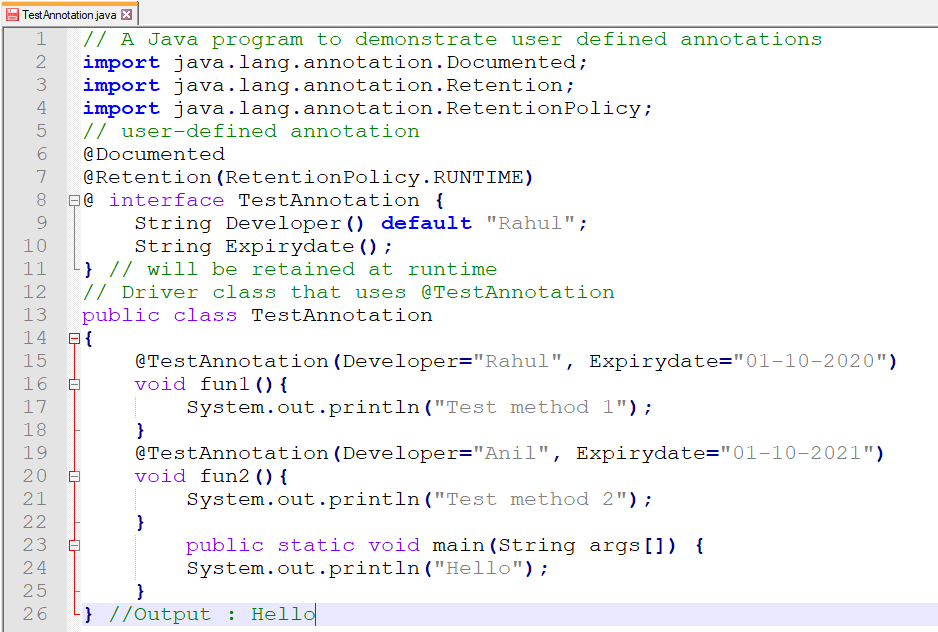 TestAnnotation.java
1 // A Java program to demonstrate user defined annotations
2 import java.lang.annotation.Documented;
3 import java.lang.annotation.Retention;
4 import java.lang.annotation.RetentionPolicy;
5 // user-defined annotation
6 @Documented
7 @Retention(RetentionPolicy.RUNTIME)
8 @ interface TestAnnotation {
9     String Developer() default "Rahul";
10     String Expirydate();
11 } // will be retained at runtime
12 // Driver class that uses @TestAnnotation
13 public class TestAnnotation
14 {
15     @TestAnnotation(Developer="Rahul", Expirydate="01-10-2020")
16     void fun1(){
17         System.out.println("Test method 1");
18     }
19     @TestAnnotation(Developer="Anil", Expirydate="01-10-2021")
20     void fun2(){
21         System.out.println("Test method 2");
22     }
23         public static void main(String args[]) {
24         System.out.println("Hello");
25     }
26 } //Output : Hello